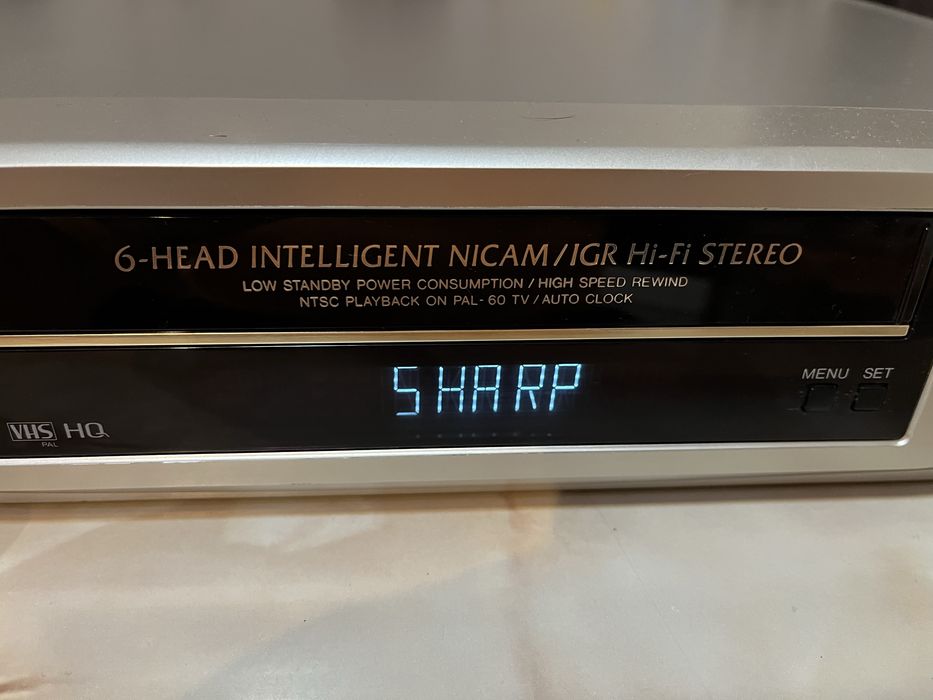 6-HEAD INTELLIGENT NICAM/IGR Hi-Fi STEREO
LOW STANDBY POWER CONSUMPTION / HIGH SPEED REWIND
NTSC PLAYBACK ON PAL-60 TV / AUTO CLOCK
SHARP
MENU SET
VHS HQ
PAL